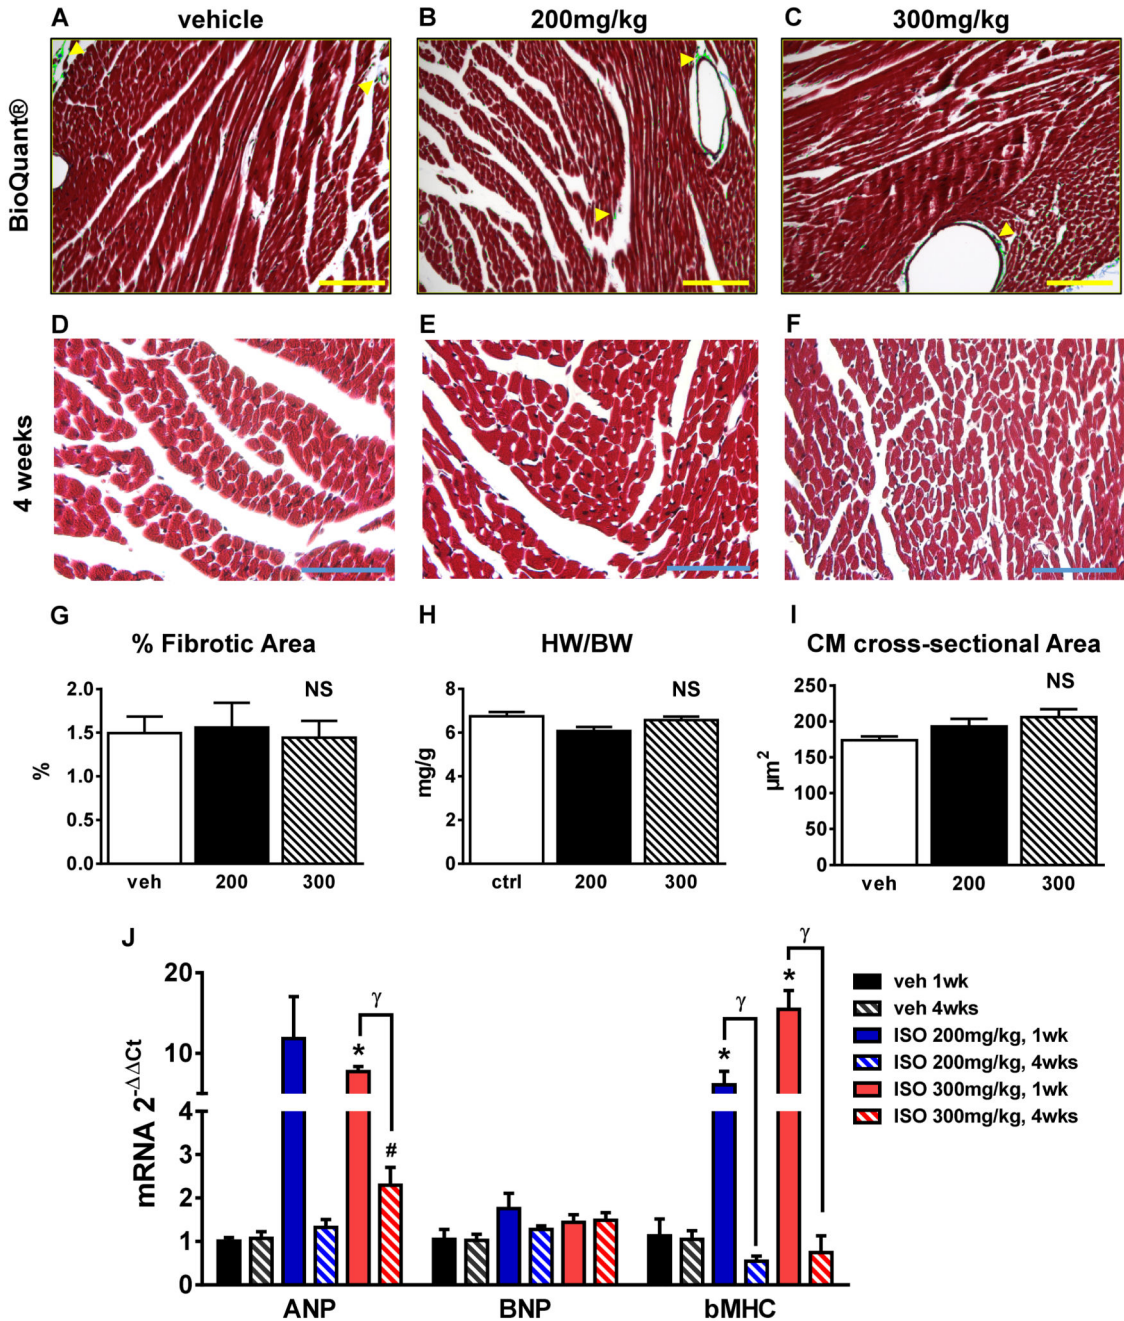 A vehicle
B 200mg/kg
C 300mg/kg
BioQuant®
D
E
F
4 weeks
G
% Fibrotic Area
NS
2.0
1.5
1.0
0.5
0.0
%
veh 200 300
H
HW/BW
NS
8
6
4
2
0
mg/g
ctrl 200 300
I
CM cross-sectional Area
NS
250
200
150
100
50
0
µm²
veh 200 300
J
mRNA 2^-ΔΔCt
20
10
4
3
2
1
0
* γ #
* γ
* γ
ANP BNP bMHC
veh 1wk
veh 4wks
ISO 200mg/kg, 1wk
ISO 200mg/kg, 4wks
ISO 300mg/kg, 1wk
ISO 300mg/kg, 4wks